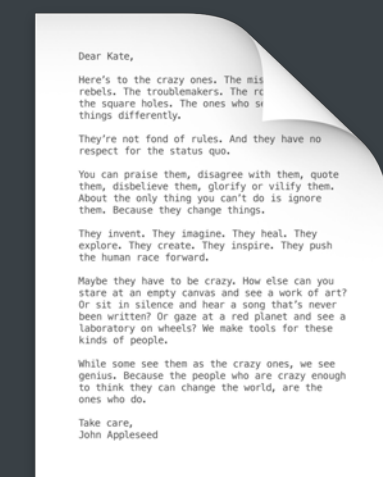 Dear Kate,
Here's to the crazy ones. The
rebels. The troublemakers. The
the square holes. The ones who
things differently.
They're not fond of rules. And they have no
respect for the status quo.
You can praise them, disagree with them, quote
them, disbelieve them, glorify or vilify them.
About the only thing you can't do is ignore
them. Because they change things.
They invent. They imagine. They heal. They
explore. They create. They inspire. They push
the human race forward.
Maybe they have to be crazy. How else can you
stare at an empty canvas and see a work of art?
Or sit in silence and hear a song that's never
been written? Or gaze at a red planet and see a
laboratory on wheels? We make tools for these
kinds of people.
While some see them as the crazy ones, we see
genius. Because the people who are crazy enough
to think they can change the world, are the
ones who do.
Take care,
John Appleseed